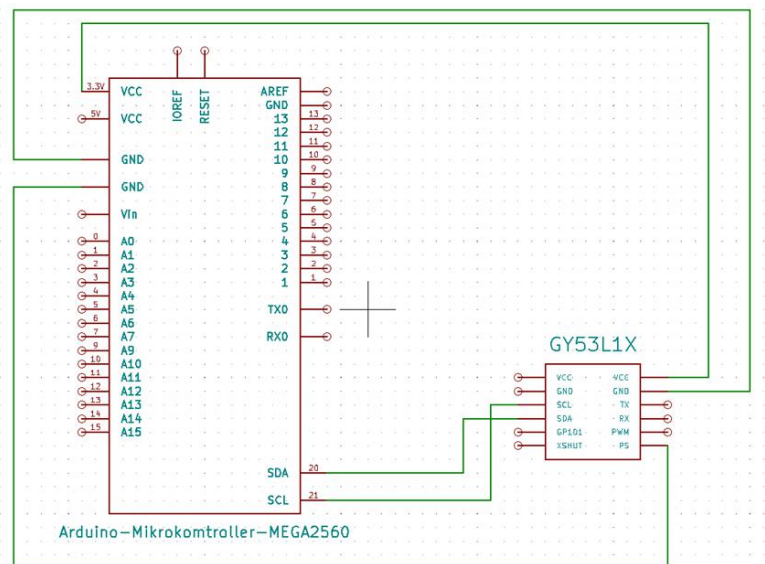 3.3V VCC
5V VCC
GND
GND
Vin
0 A0
1 A1
2 A2
3 A3
4 A4
5 A5
6 A6
7 A7
9 A9
10 A10
11 A11
12 A12
13 A13
14 A14
15 A15
IOREF
RESET
AREF
GND
13 13
12 12
11 11
10 10
9 9
8 8
7 7
6 6
5 5
4 4
3 3
2 2
1 1
TX0
RX0
SDA 20
SCL 21
Arduino-Mikrokomtroller-MEGA2560
GY53L1X
VCC VCC
GND GND
SCL TX
SDA RX
GPIO1 PWM
XSHUT PS